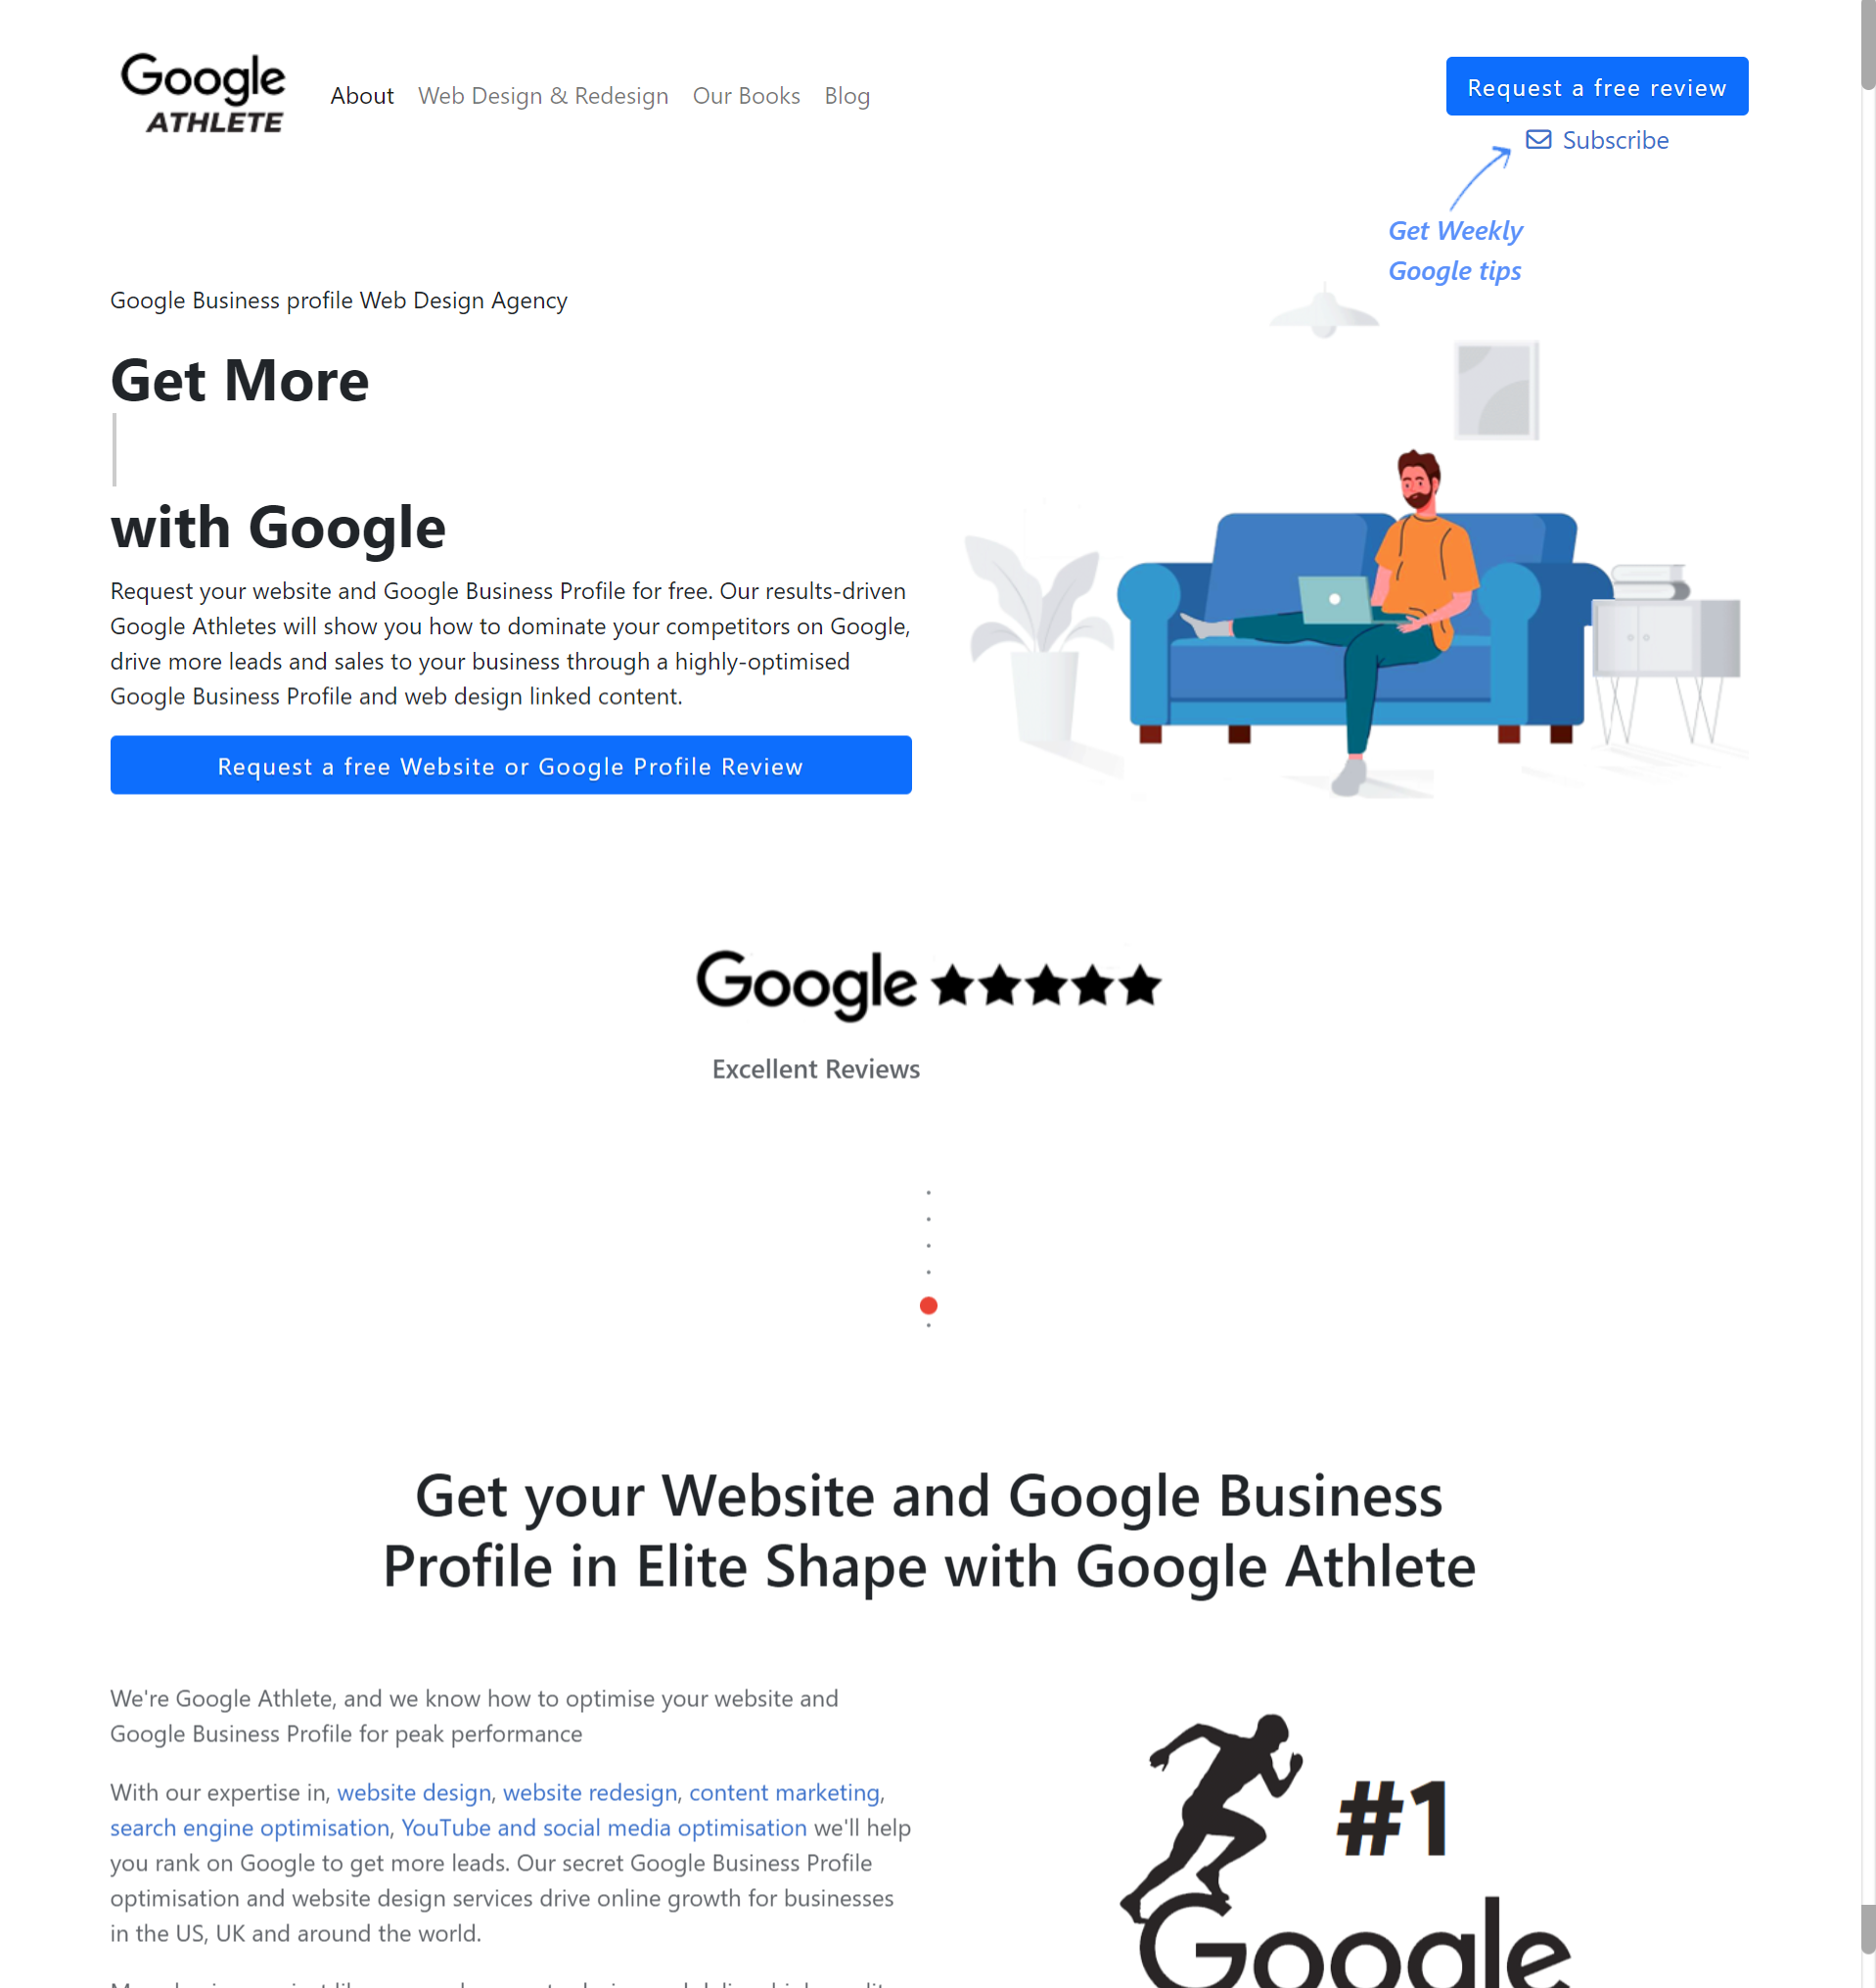 Google
ATHLETE
About
Web Design & Redesign
Our Books
Blog
Request a free review
Subscribe
Get Weekly
Google tips
Google Business profile Web Design Agency
Get More
with Google
Request your website and Google Business Profile for free. Our results-driven
Google Athletes will show you how to dominate your competitors on Google,
drive more leads and sales to your business through a highly-optimised
Google Business Profile and web design linked content.
Request a free Website or Google Profile Review
Google
Excellent Reviews
Get your Website and Google Business
Profile in Elite Shape with Google Athlete
We're Google Athlete, and we know how to optimise your website and
Google Business Profile for peak performance
With our expertise in, website design, website redesign, content marketing,
search engine optimisation, YouTube and social media optimisation we'll help
you rank on Google to get more leads. Our secret Google Business Profile
optimisation and website design services drive online growth for businesses
in the US, UK and around the world.
#1
Google